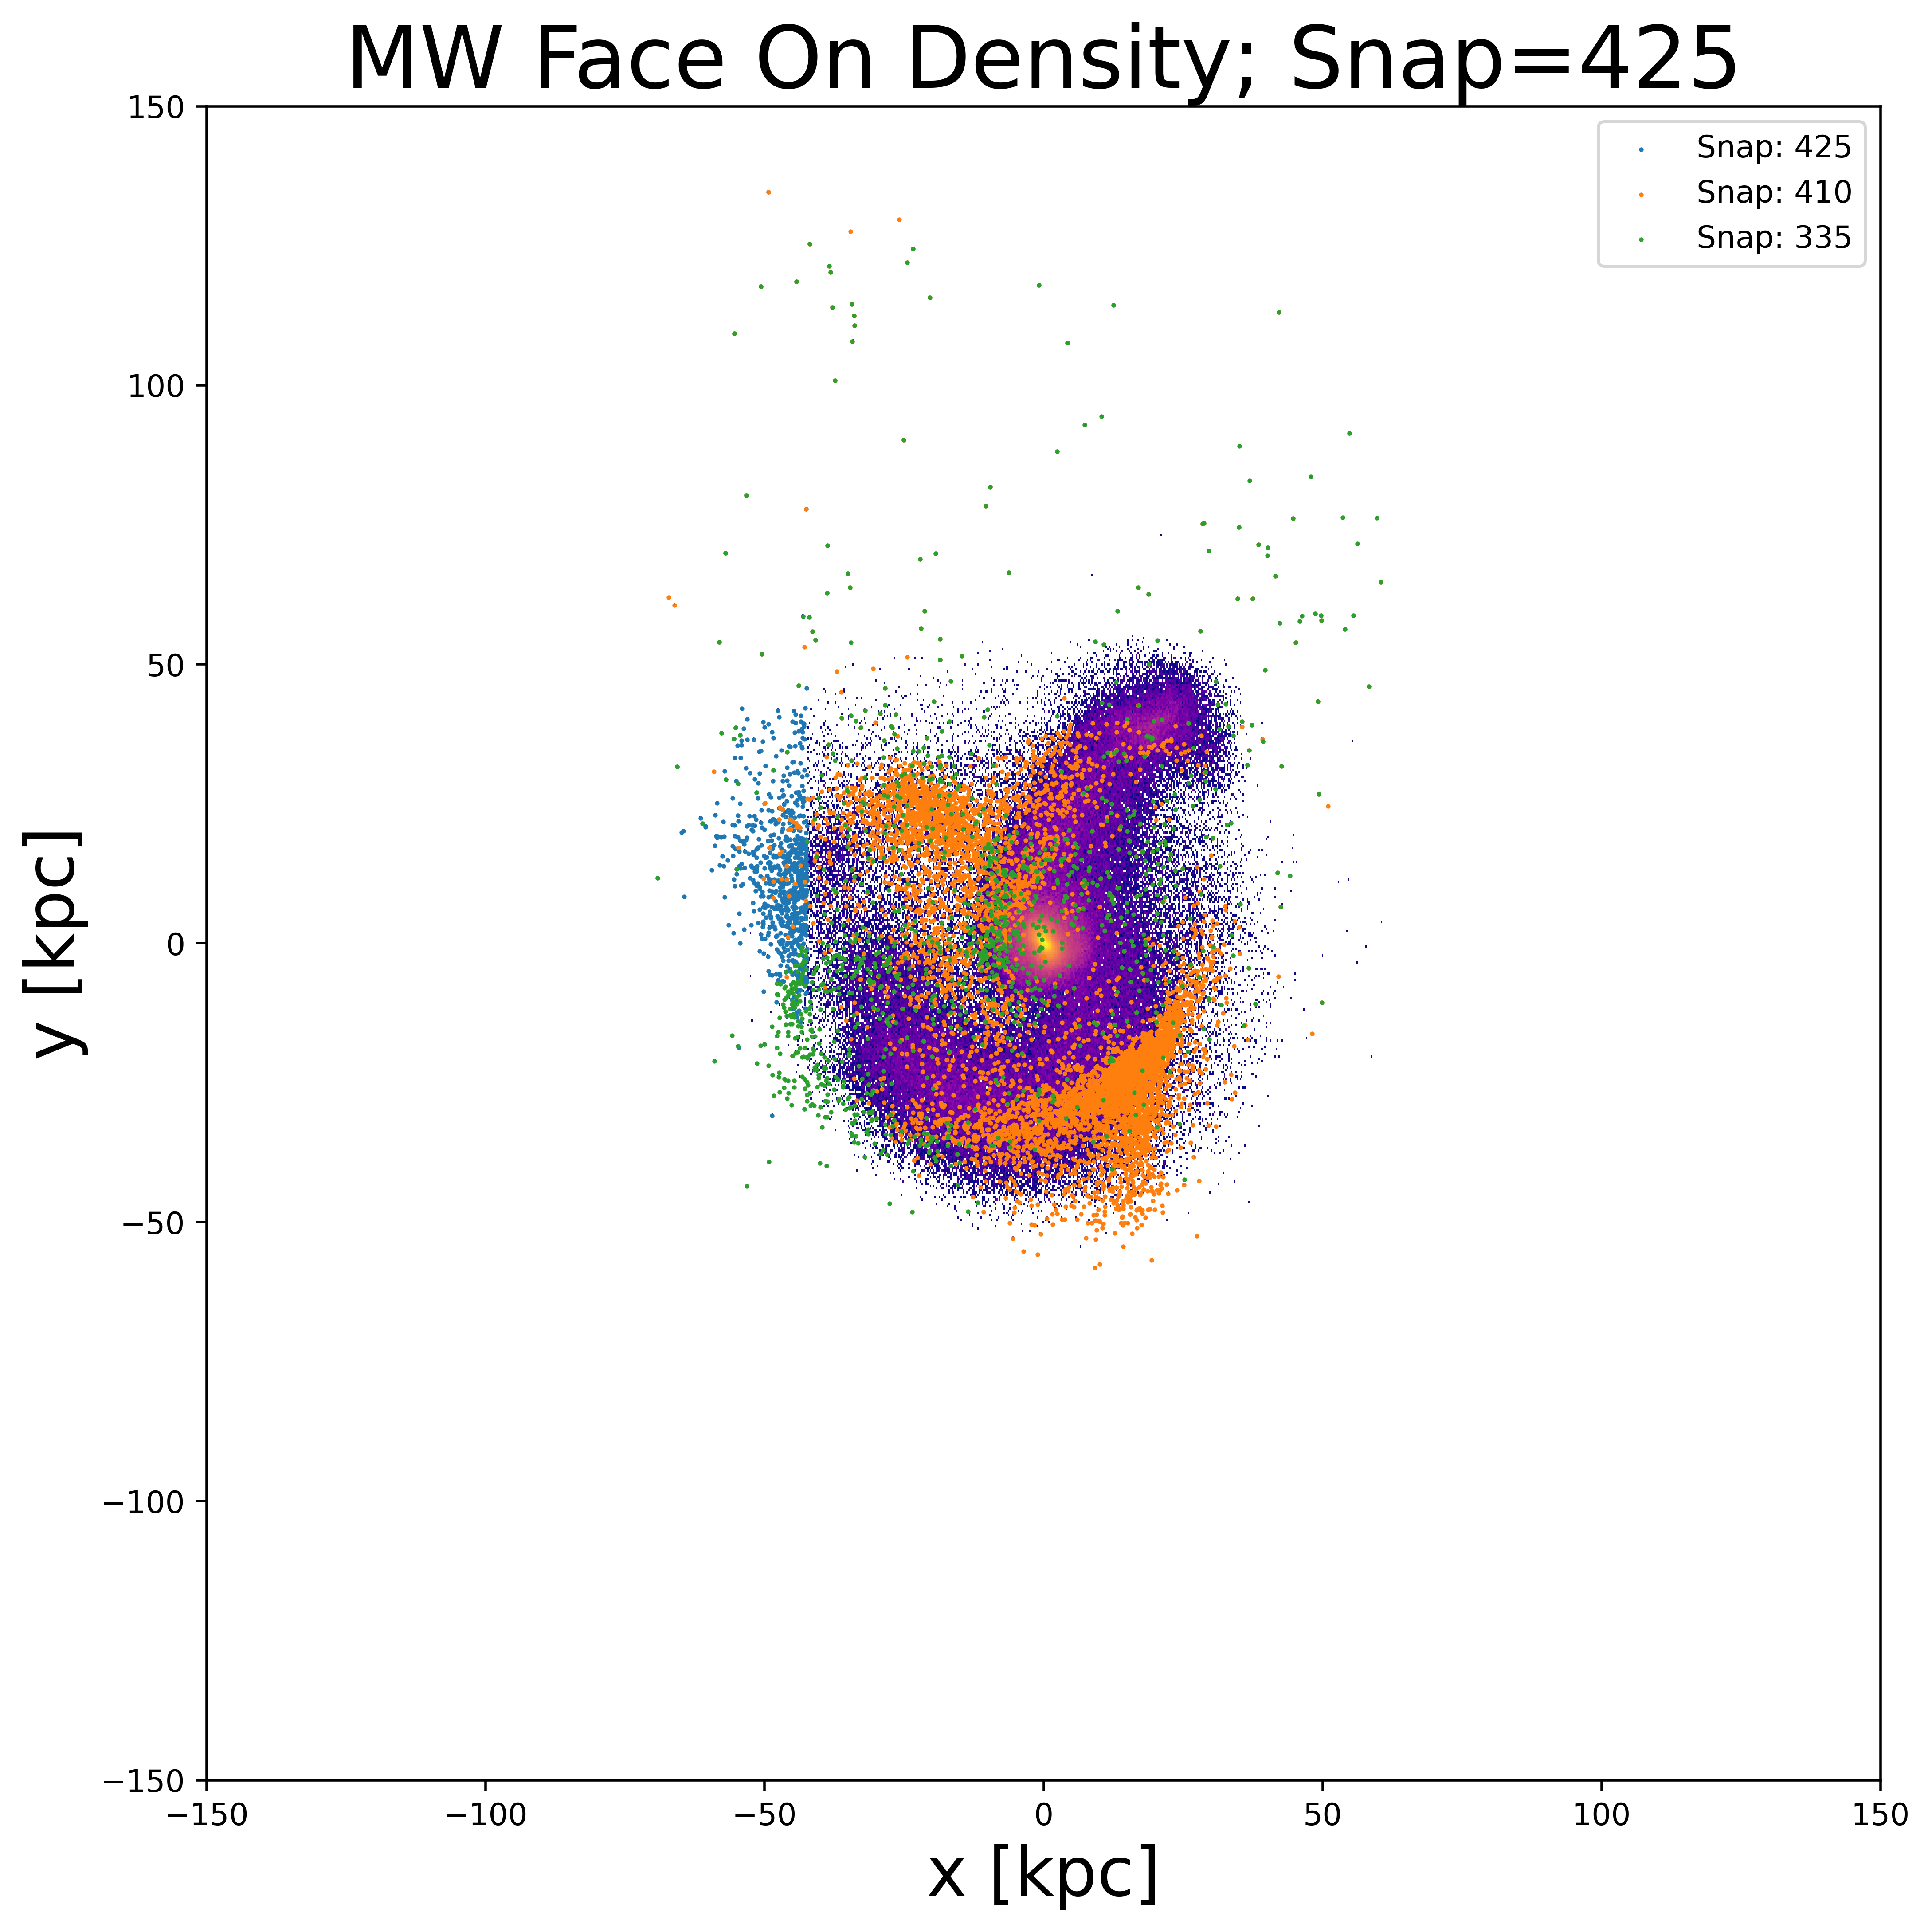 MW Face On Density; Snap=425
Snap: 425
Snap: 410
Snap: 335
150
100
50
0
−50
−100
−150
y [kpc]
−150 −100 −50 0 50 100 150
x [kpc]